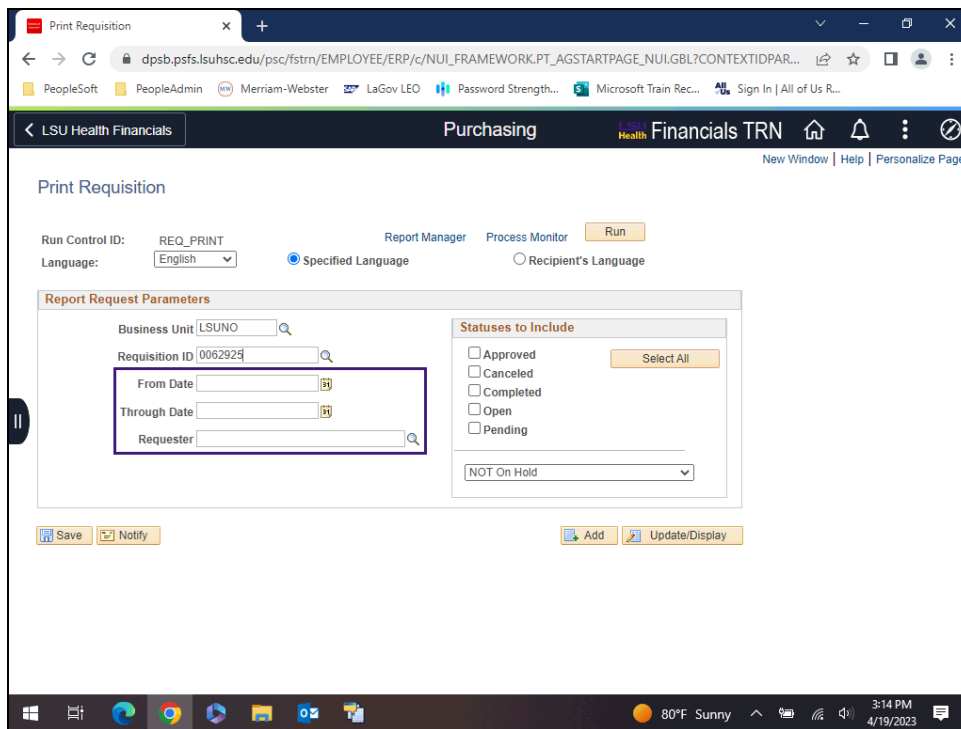 Print Requisition
dpsb.psfs.lsuhsc.edu/psc/fstrn/EMPLOYEE/ERP/c/NUI_FRAMEWORK.PT_AGSTARTPAGE_NUI.GBL?CONTEXTIDPAR...
PeopleSoft PeopleAdmin Merriam-Webster LaGov LEO Password Strength... Microsoft Train Rec... Sign In | All of Us R...
LSU Health Financials Purchasing LSU Health Financials TRN
New Window | Help | Personalize Page
Print Requisition
Run Control ID: REQ_PRINT Report Manager Process Monitor Run
Language: English Specified Language Recipient's Language
Report Request Parameters
Business Unit LSUNO Statuses to Include
Requisition ID 0062925 Approved Select All
From Date Canceled
Completed
Through Date Open
Requester Pending
NOT On Hold
Save Notify Add Update/Display
80°F Sunny 3:14 PM
4/19/2023